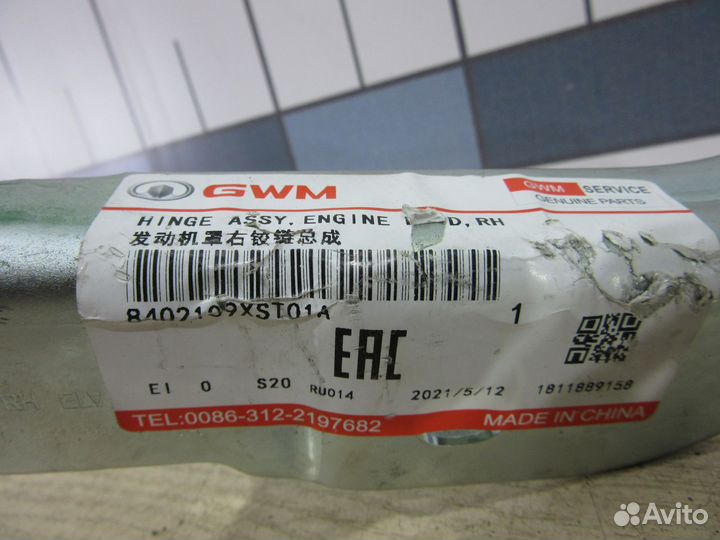 GWM
GWM SERVICE
GENUINE PARTS
HINGE ASSY, ENGINE D, RH
发动机罩右铰链总成
8402109XST01A 1
EAC
EI 0 S20 RU014 2021/5/12 1811889158
TEL:0086-312-2197682 MADE IN CHINA
Avito